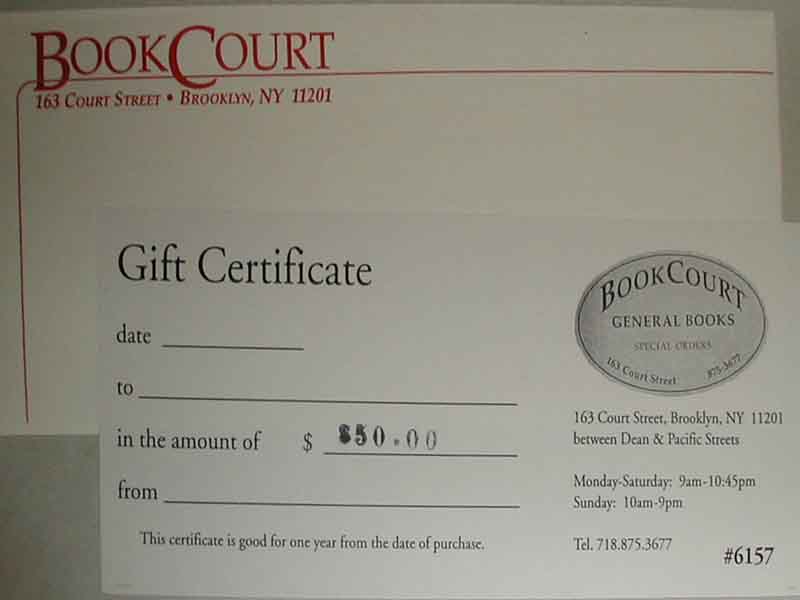 BOOKCOURT
163 COURT STREET • BROOKLYN, NY 11201
Gift Certificate
date
to
in the amount of $ $50.00
from
This certificate is good for one year from the date of purchase.
BOOKCOURT
GENERAL BOOKS
SPECIAL ORDERS
163 Court Street 875-3677
163 Court Street, Brooklyn, NY 11201
between Dean & Pacific Streets
Monday-Saturday: 9am-10:45pm
Sunday: 10am-9pm
Tel. 718.875.3677
#6157